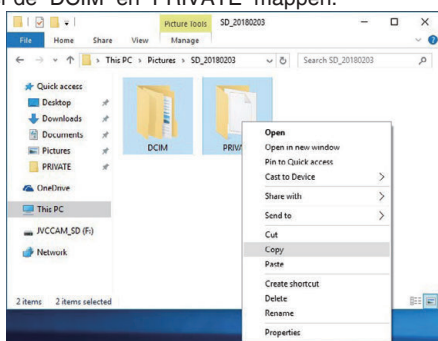 de "DCIM" en "PRIVATE" mappen.
Picture Tools
SD_20180203
File
Home
Share
View
Manage
This PC > Pictures > SD_20180203
Search SD_20180203
Quick access
Desktop
Downloads
Documents
Pictures
PRIVATE
OneDrive
This PC
JVCCAM_SD (F:)
Network
DCIM
PRIVA
Open
Open in new window
Pin to Quick access
Cast to Device
Share with
Send to
Cut
Copy
Paste
Create shortcut
Delete
Rename
Properties
2 items
2 items selected